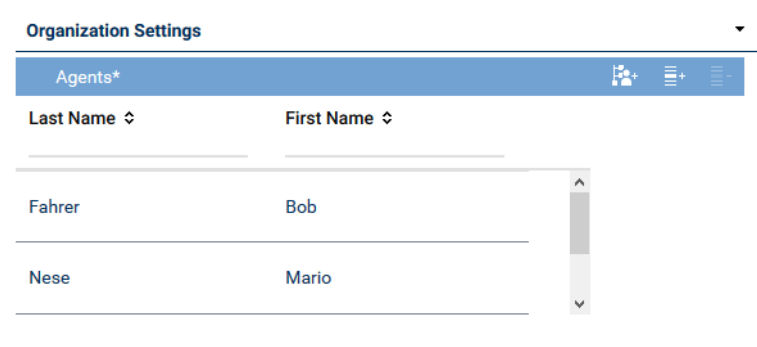 Organization Settings
Agents*
Last Name First Name
Fahrer Bob
Nese Mario